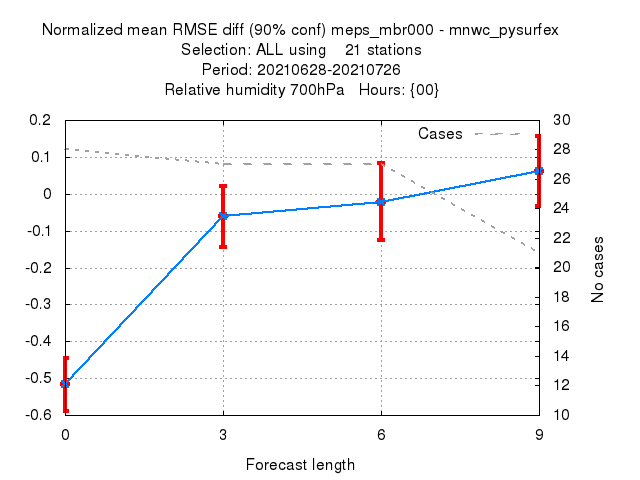 Normalized mean RMSE diff (90% conf) meps_mbr000 - mnwc_pysurfex
Selection: ALL using 21 stations
Period: 20210628-20210726
Relative humidity 700hPa Hours: {00}
Cases
0.2
0.1
0
-0.1
-0.2
-0.3
-0.4
-0.5
-0.6
30
28
26
24
22
20
18
16
14
12
10
No cases
0 3 6 9
Forecast length